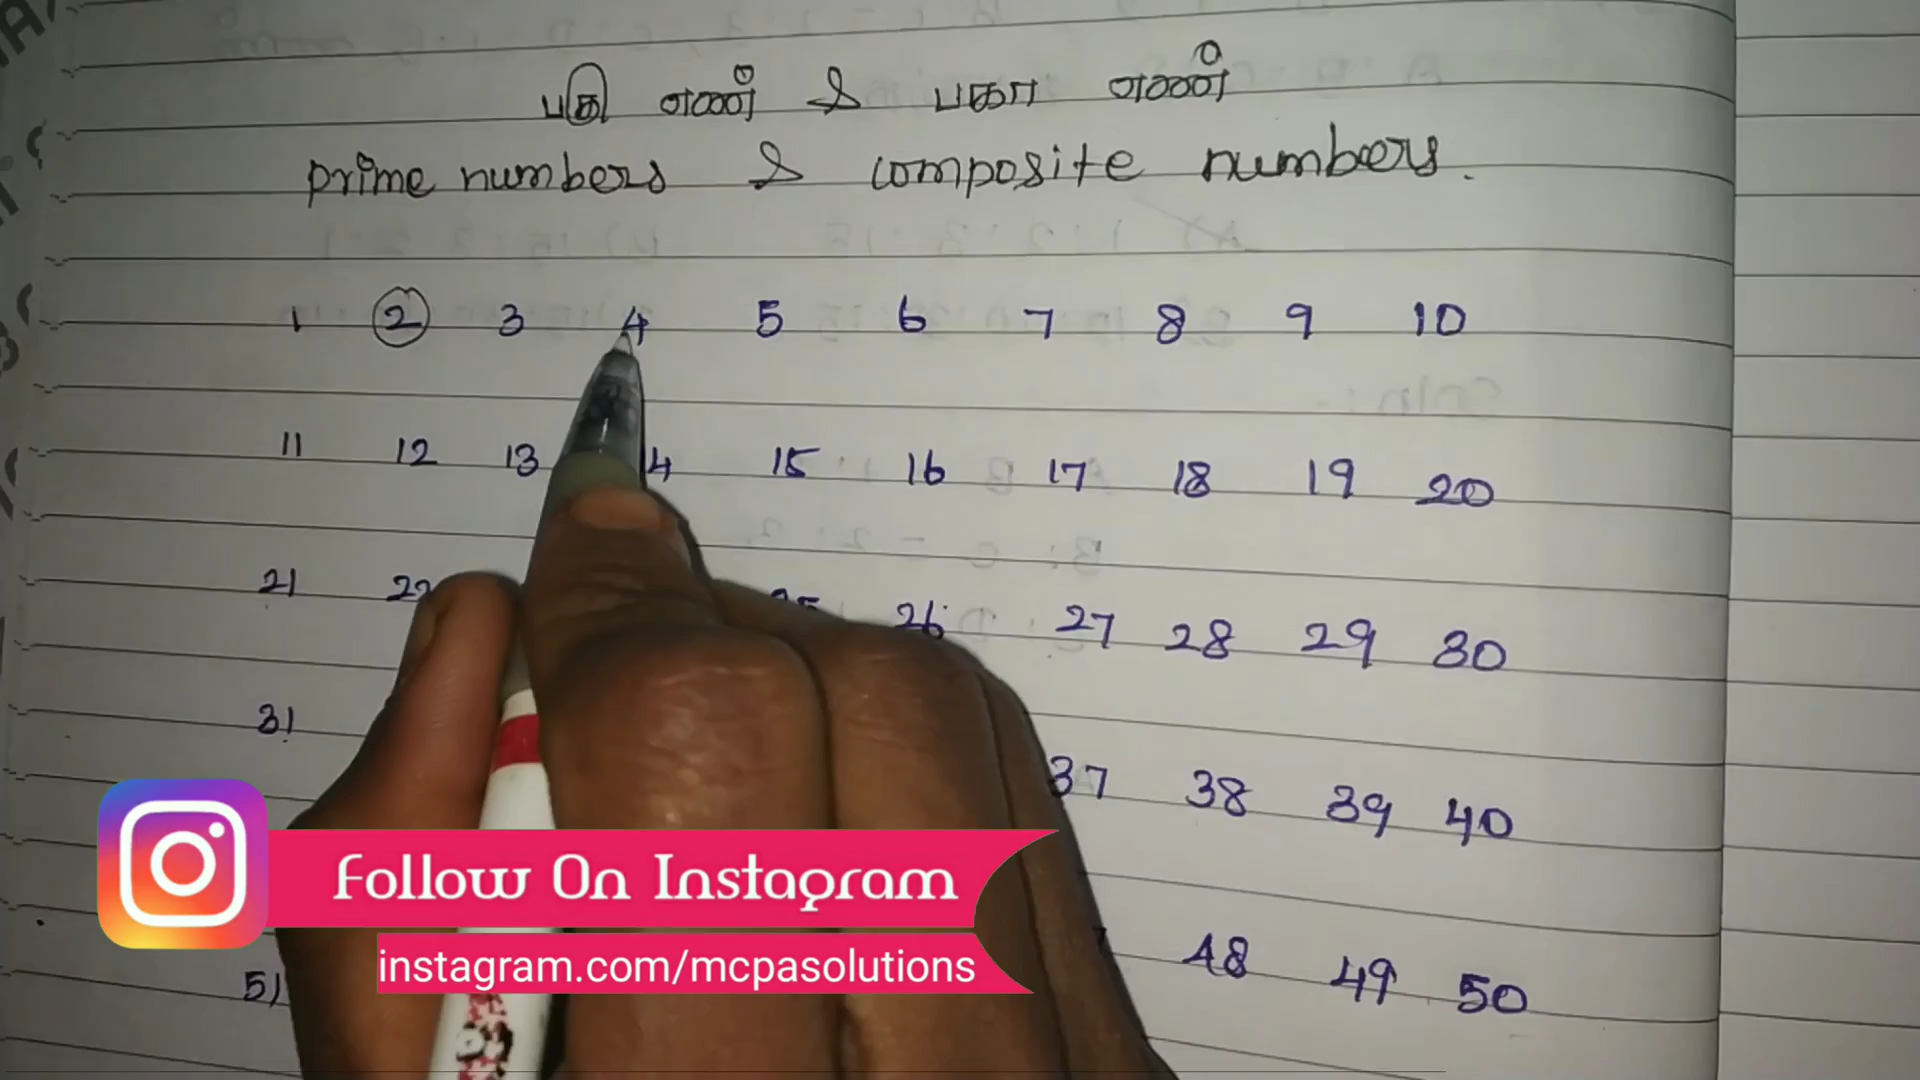 பகு எண் & பகா எண்
prime numbers & composite numbers.
1 2 3 4 5 6 7 8 9 10
11 12 13 14 15 16 17 18 19 20
21 22 26 27 28 29 30
31 37 38 39 40
48 49 50
51
Follow On Instagram
instagram.com/mcpasolutions